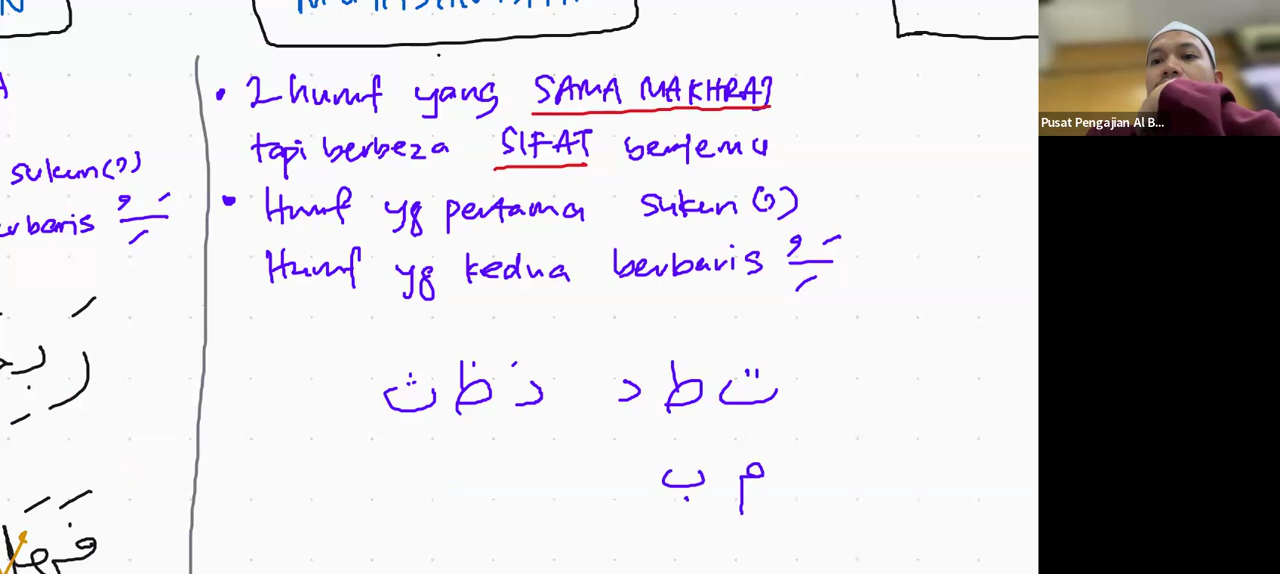 • 2 huruf yang SAMA MAKHRAJ
tapi berbeza SIFAT bertemu
• Huruf yg pertama sukun (ْ)
Huruf yg kedua berbaris
sukun (ْ)
baris
ت ط د ذ ظ ث
م ب
Pusat Pengajian Al B...